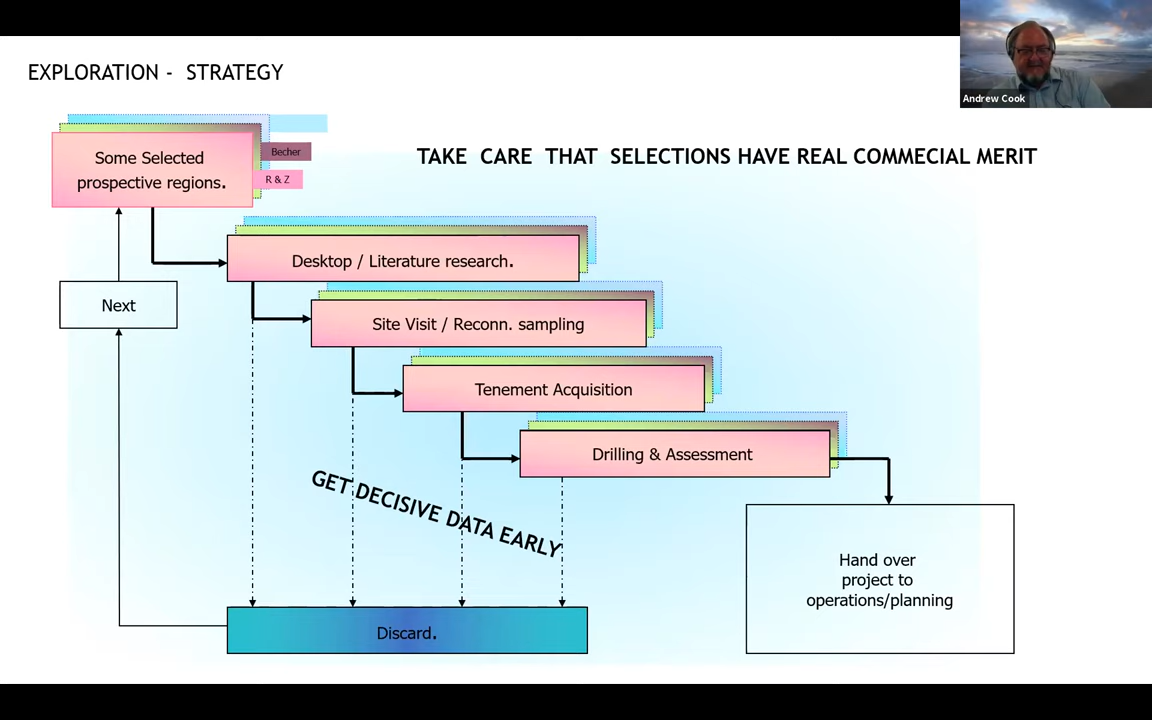 EXPLORATION - STRATEGY
Andrew Cook
Some Selected
prospective regions.
Becher
R & Z
TAKE CARE THAT SELECTIONS HAVE REAL COMMECIAL MERIT
Desktop / Literature research.
Next
Site Visit / Reconn. sampling
Tenement Acquisition
Drilling & Assessment
GET DECISIVE DATA EARLY
Hand over
project to
operations/planning
Discard.